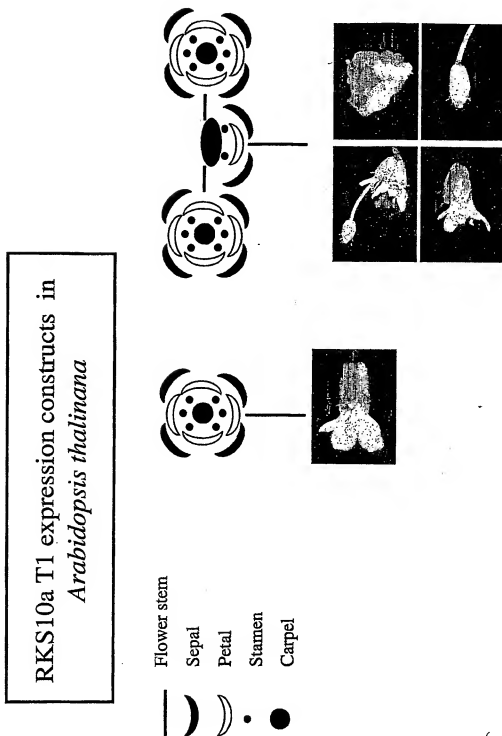 RKS10a T1 expression constructs in
Arabidopsis thalinana
Flower stem
Sepal
Petal
Stamen
Carpel